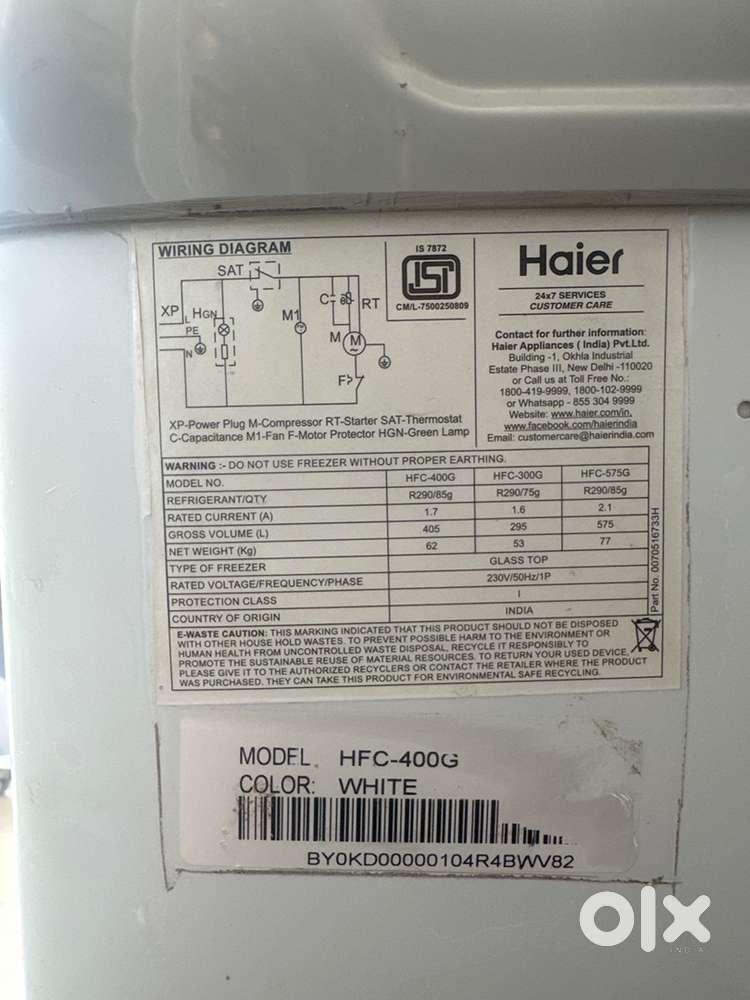 WIRING DIAGRAM
SAT
XP
L
HGN
PE
N
M1
C
RT
M
M
F
XP-Power Plug M-Compressor RT-Starter SAT-Thermostat
C-Capacitance M1-Fan F-Motor Protector HGN-Green Lamp
IS 7872
ISI
CM/L-7500250809
Haier
24x7 SERVICES
CUSTOMER CARE
Contact for further information:
Haier Appliances ( India) Pvt.Ltd.
Building -1, Okhla Industrial
Estate Phase III, New Delhi -110020
or Call us at Toll Free No.:
1800-419-9999, 1800-102-9999
or Whatsapp - 855 304 9999
Website: www.haier.com/in,
www.facebook.com/haierindia
Email: customercare@haierindia.com
WARNING :- DO NOT USE FREEZER WITHOUT PROPER EARTHING.
MODEL NO. HFC-400G HFC-300G HFC-575G
REFRIGERANT/QTY R290/85g R290/75g R290/85g
RATED CURRENT (A) 1.7 1.6 2.1
GROSS VOLUME (L) 405 295 575
NET WEIGHT (Kg) 62 53 77
TYPE OF FREEZER GLASS TOP
RATED VOLTAGE/FREQUENCY/PHASE 230V/50Hz/1P
PROTECTION CLASS I
COUNTRY OF ORIGIN INDIA
Part No. 0070516733H
E-WASTE CAUTION: THIS MARKING INDICATED THAT THIS PRODUCT SHOULD NOT BE DISPOSED
WITH OTHER HOUSE HOLD WASTES. TO PREVENT POSSIBLE HARM TO THE ENVIRONMENT OR
HUMAN HEALTH FROM UNCONTROLLED WASTE DISPOSAL, RECYCLE IT RESPONSIBLY TO
PROMOTE THE SUSTAINABLE REUSE OF MATERIAL RESOURCES. TO RETURN YOUR USED DEVICE,
PLEASE GIVE IT TO THE AUTHORIZED RECYCLERS OR CONTACT THE RETAILER WHERE THE PRODUCT
WAS PURCHASED. THEY CAN TAKE THIS PRODUCT FOR ENVIRONMENTAL SAFE RECYCLING.
MODEL HFC-400G
COLOR: WHITE
BY0KD00000104R4BWV82
olx
INDIA